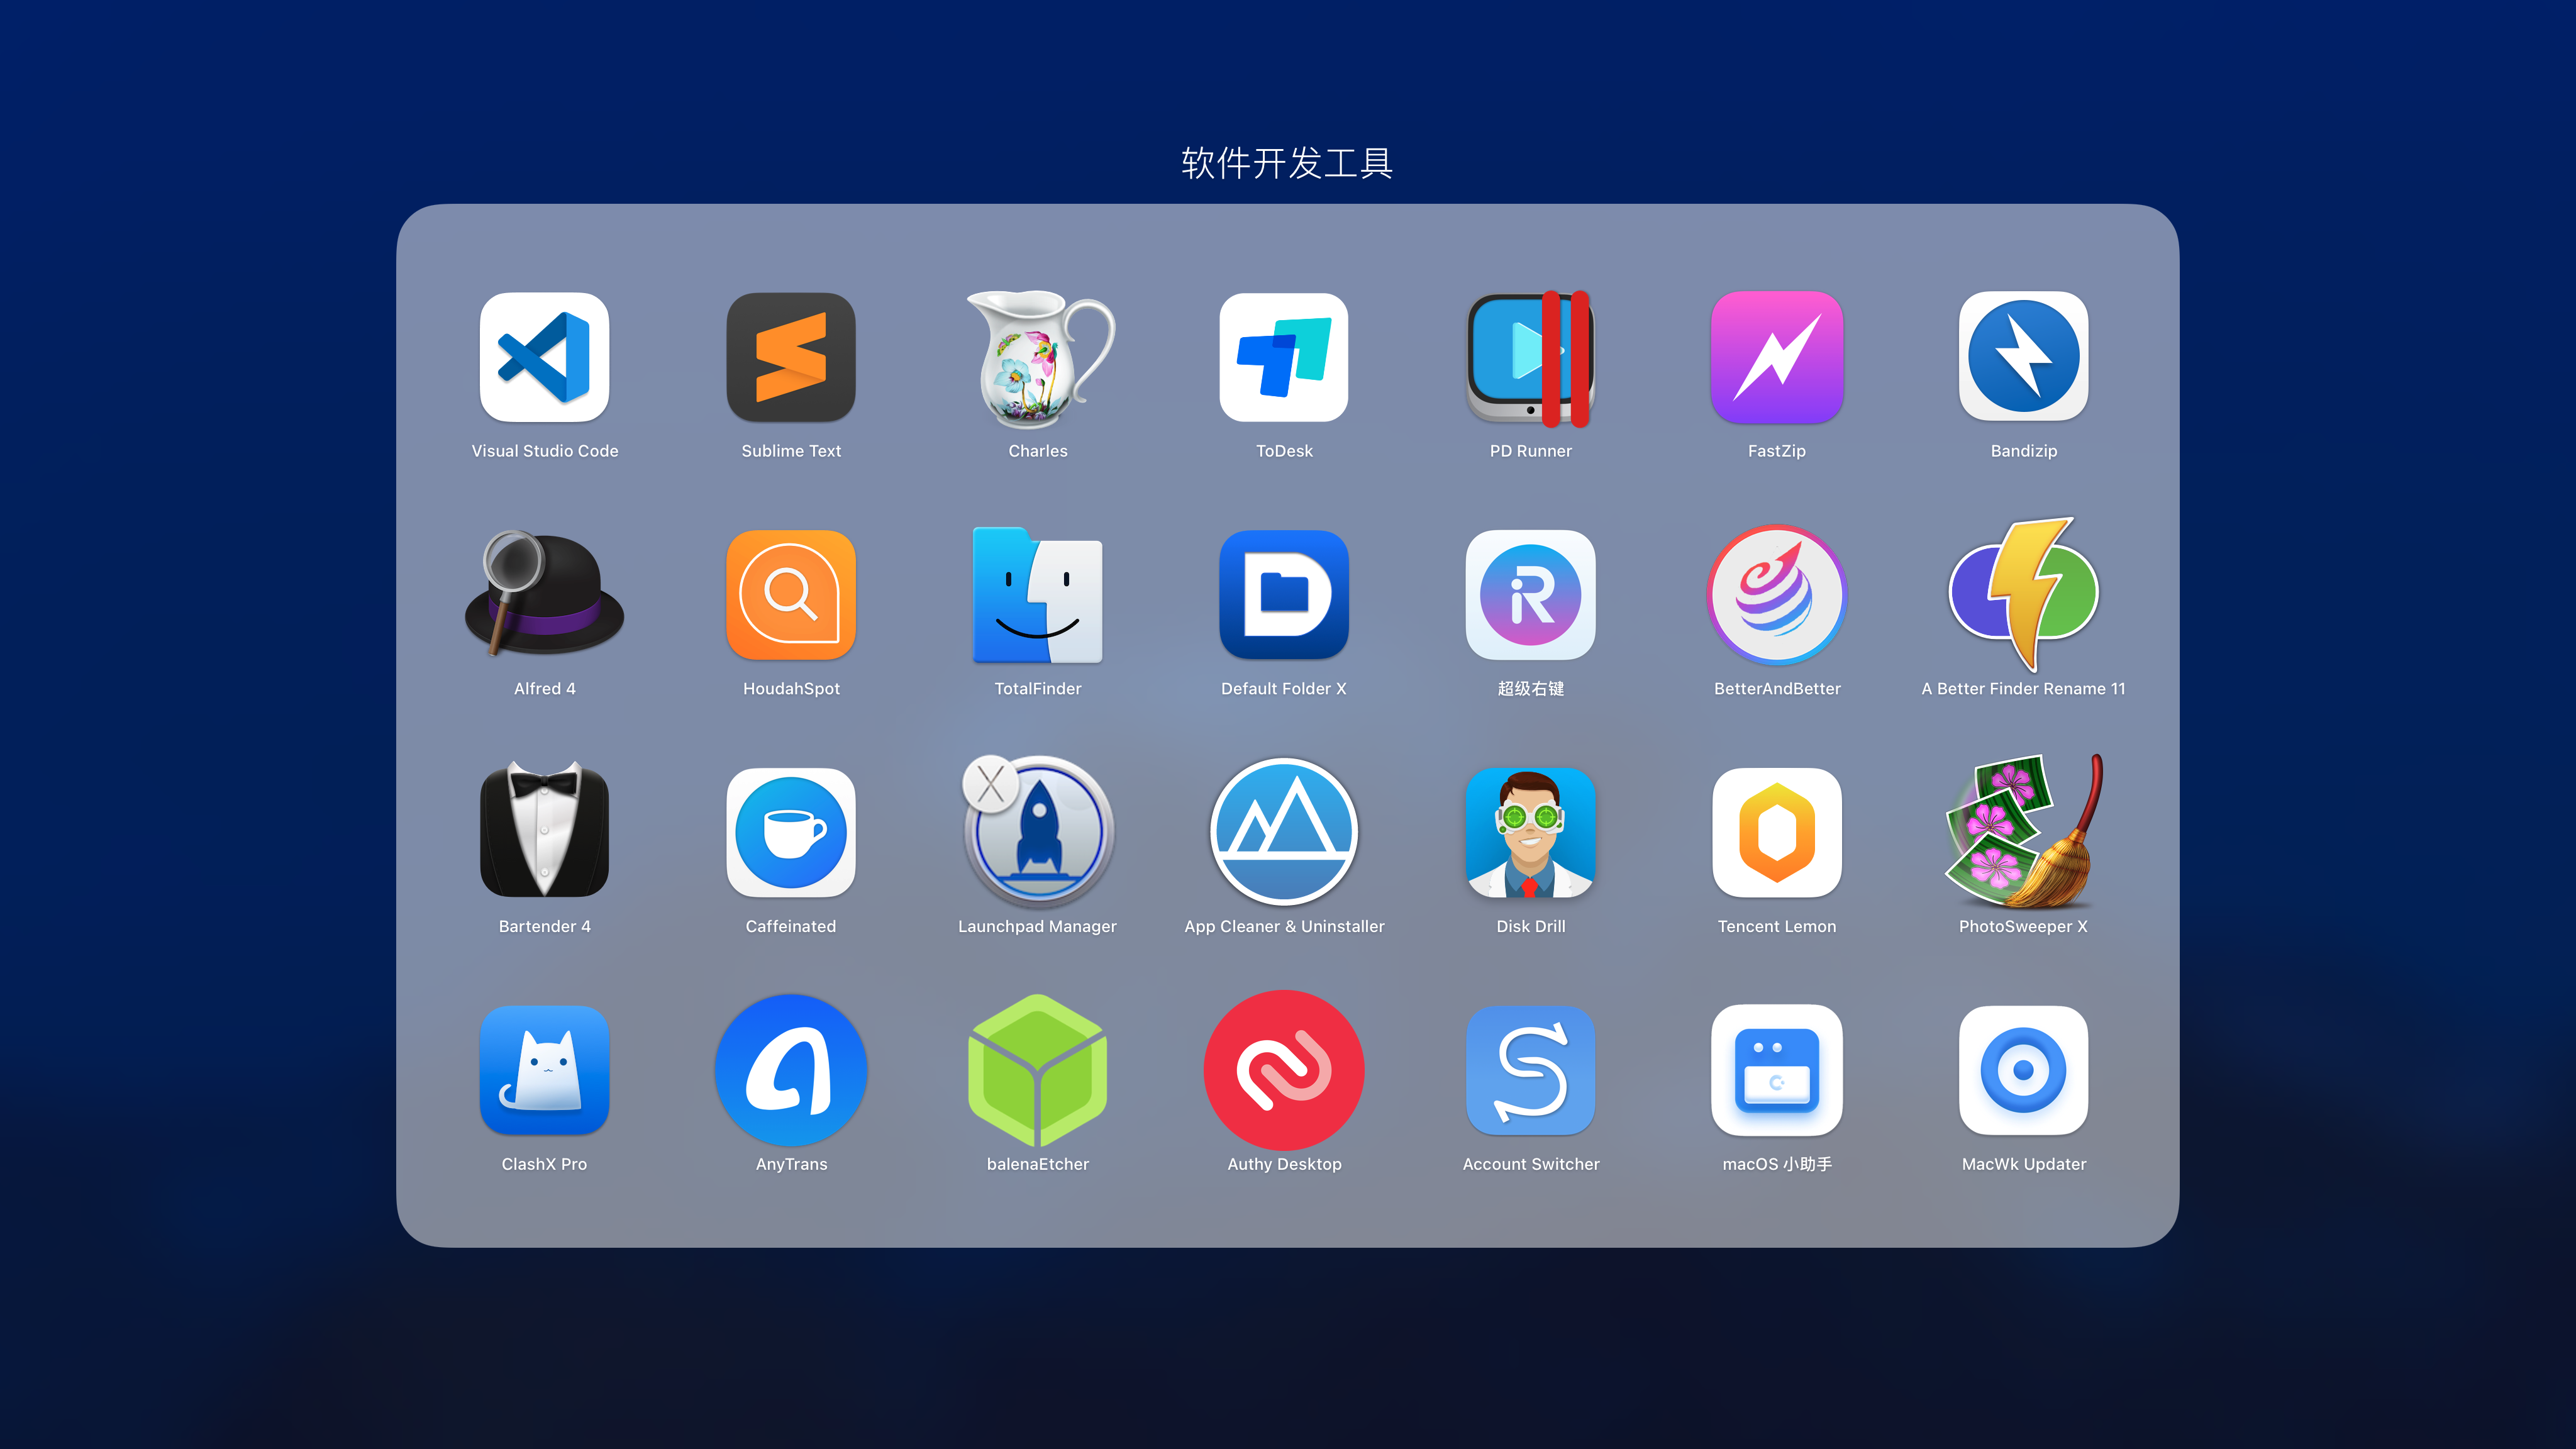 软件开发工具
Visual Studio Code
Sublime Text
Charles
ToDesk
PD Runner
FastZip
Bandizip
Alfred 4
HoudahSpot
TotalFinder
Default Folder X
超级右键
BetterAndBetter
A Better Finder Rename 11
Bartender 4
Caffeinated
Launchpad Manager
App Cleaner & Uninstaller
Disk Drill
Tencent Lemon
PhotoSweeper X
ClashX Pro
AnyTrans
balenaEtcher
Authy Desktop
Account Switcher
macOS 小助手
MacWk Updater